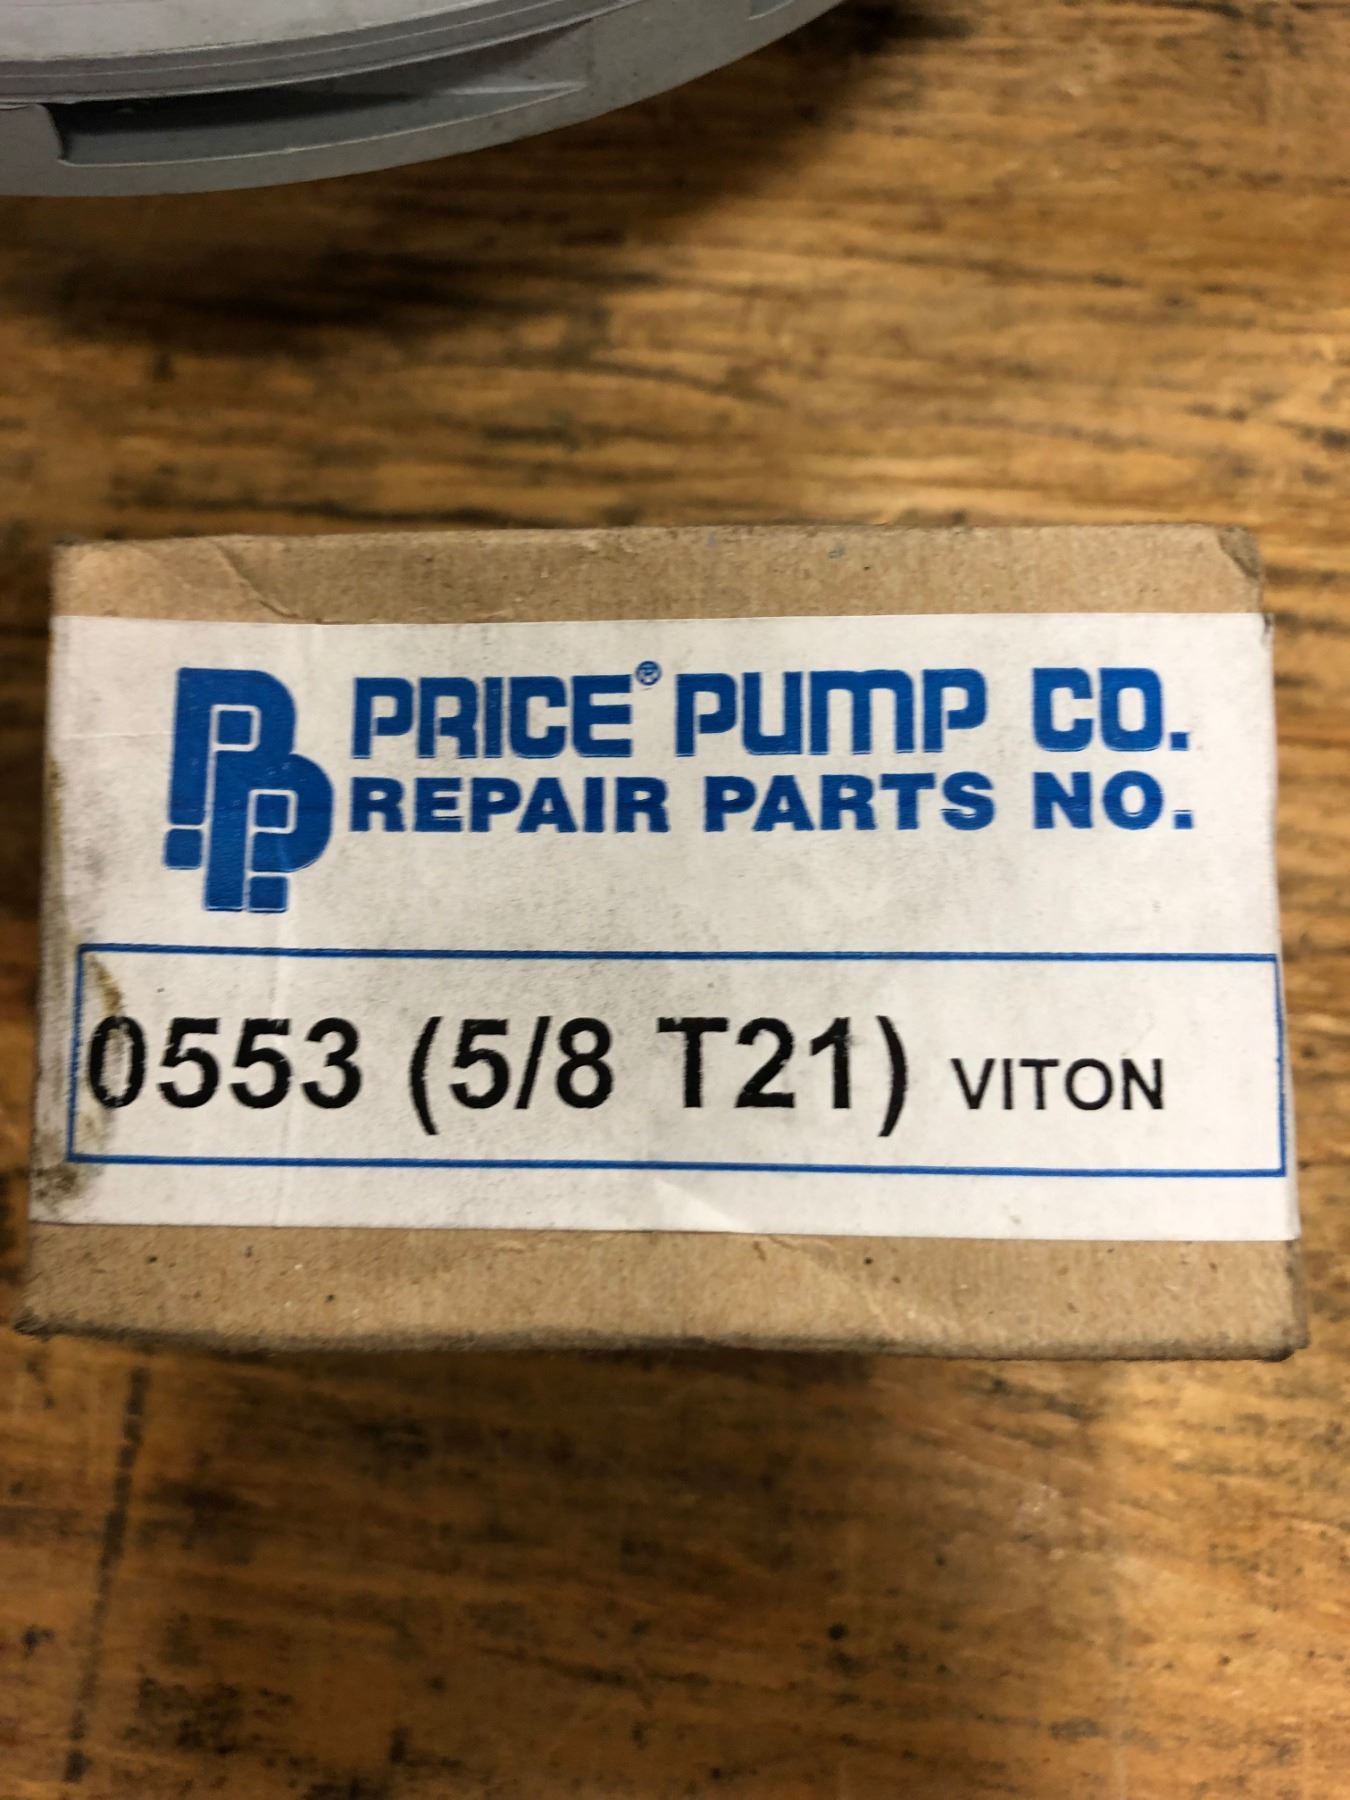 PRICE® PUMP CO.
REPAIR PARTS NO.
0553 (5/8 T21) VITON